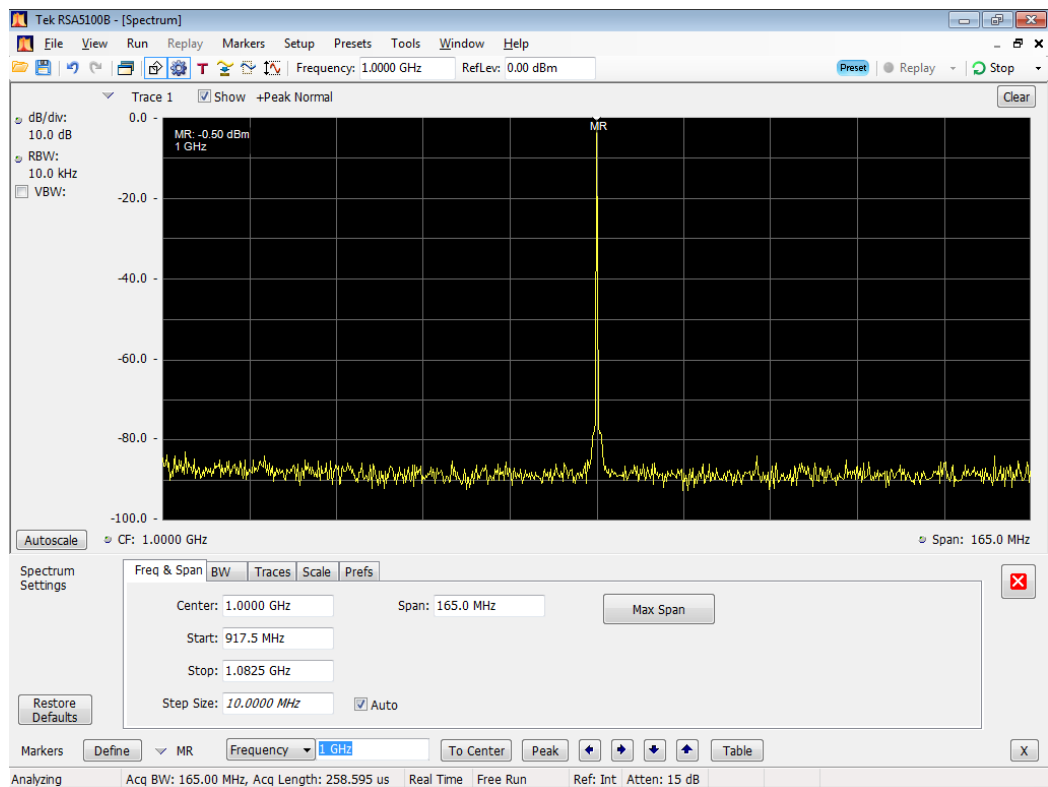 Tek RSA5100B - [Spectrum]
File View Run Replay Markers Setup Presets Tools Window Help
T Frequency: 1.0000 GHz RefLev: 0.00 dBm Preset Replay Stop
Trace 1 Show +Peak Normal Clear
dB/div:
10.0 dB
RBW:
10.0 kHz
VBW:
0.0 -
-20.0 -
-40.0 -
-60.0 -
-80.0 -
-100.0 -
MR: -0.50 dBm
1 GHz
MR
Autoscale CF: 1.0000 GHz Span: 165.0 MHz
Spectrum
Settings
Freq & Span BW Traces Scale Prefs
Center: 1.0000 GHz Span: 165.0 MHz Max Span
Start: 917.5 MHz
Stop: 1.0825 GHz
Step Size: 10.0000 MHz Auto
Restore
Defaults
Markers Define MR Frequency 1 GHz To Center Peak Table X
Analyzing Acq BW: 165.00 MHz, Acq Length: 258.595 us Real Time Free Run Ref: Int Atten: 15 dB